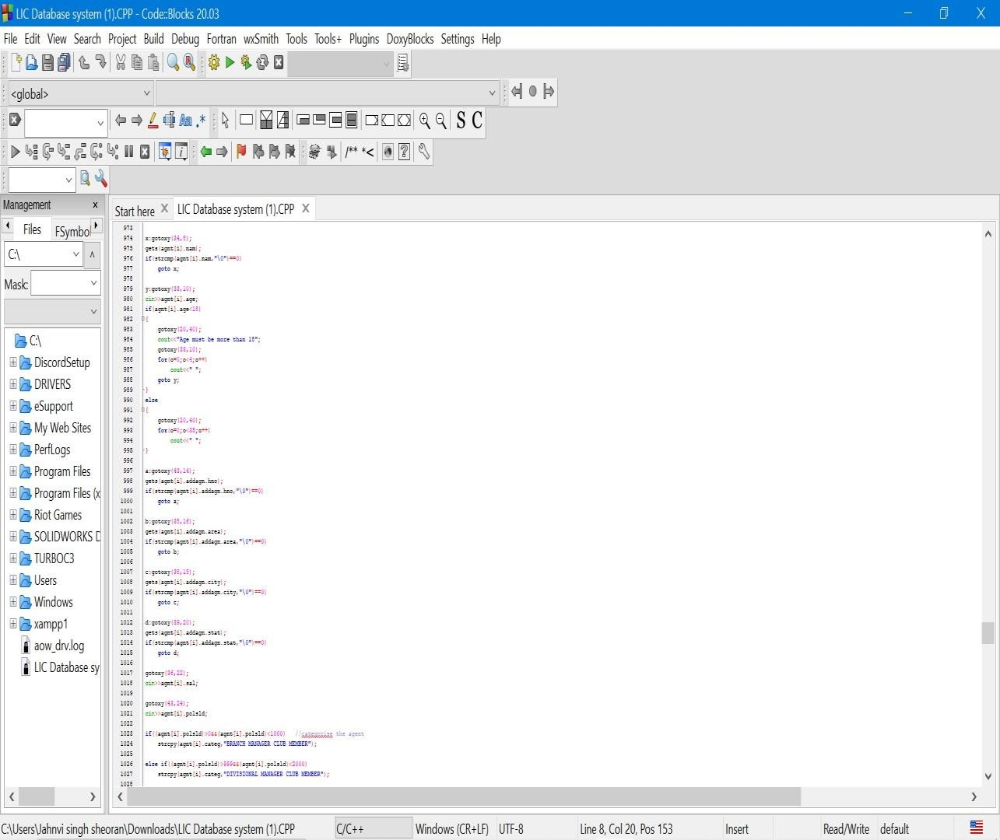 LIC Database system (1).CPP - Code::Blocks 20.03
File Edit View Search Project Build Debug Fortran wxSmith Tools Tools+ Plugins DoxyBlocks Settings Help
<global>
Aa .* S C
/** *<
Management x
Files FSymbol
Start here X LIC Database system (1).CPP X
C:\
Mask:
C:\
DiscordSetup
DRIVERS
eSupport
My Web Sites
PerfLogs
Program Files
Program Files (x
Riot Games
SOLIDWORKS D
TURBOC3
Users
Windows
xampp1
aow_drv.log
LIC Database sy
973
974 x:gotoxy(34,8);
975 gets(agnt[i].nam);
976 if(strcmp(agnt[i].nam,"\0")==0)
977 goto x;
978
979 y:gotoxy(33,10);
980 cin>>agnt[i].age;
981 if(agnt[i].age<18)
982 {
983 gotoxy(20,40);
984 cout<<"Age must be more than 18";
985 gotoxy(33,10);
986 for(o=0;o<4;o++)
987 cout<<" ";
988 goto y;
989 }
990 else
991 {
992 gotoxy(20,40);
993 for(o=0;o<35;o++)
994 cout<<" ";
995 }
996
997 a:gotoxy(43,14);
998 gets(agnt[i].addagn.hno);
999 if(strcmp(agnt[i].addagn.hno,"\0")==0)
1000 goto a;
1001
1002 b:gotoxy(35,16);
1003 gets(agnt[i].addagn.area);
1004 if(strcmp(agnt[i].addagn.area,"\0")==0)
1005 goto b;
1006
1007 c:gotoxy(38,18);
1008 gets(agnt[i].addagn.city);
1009 if(strcmp(agnt[i].addagn.city,"\0")==0)
1010 goto c;
1011
1012 d:gotoxy(39,20);
1013 gets(agnt[i].addagn.stat);
1014 if(strcmp(agnt[i].addagn.stat,"\0")==0)
1015 goto d;
1016
1017 gotoxy(36,22);
1018 cin>>agnt[i].sal;
1019
1020 gotoxy(43,24);
1021 cin>>agnt[i].polsld;
1022
1023 if((agnt[i].polsld)>0&&(agnt[i].polsld)<1000) //categorise the agent
1024 strcpy(agnt[i].categ,"BRANCH MANAGER CLUB MEMBER");
1025
1026 else if((agnt[i].polsld)>999&&(agnt[i].polsld)<2000)
1027 strcpy(agnt[i].categ,"DIVISIONAL MANAGER CLUB MEMBER");
1028
C:\Users\Jahnvi singh sheoran\Downloads\LIC Database system (1).CPP C/C++ Windows (CR+LF) UTF-8 Line 8, Col 20, Pos 153 Insert Read/Write default